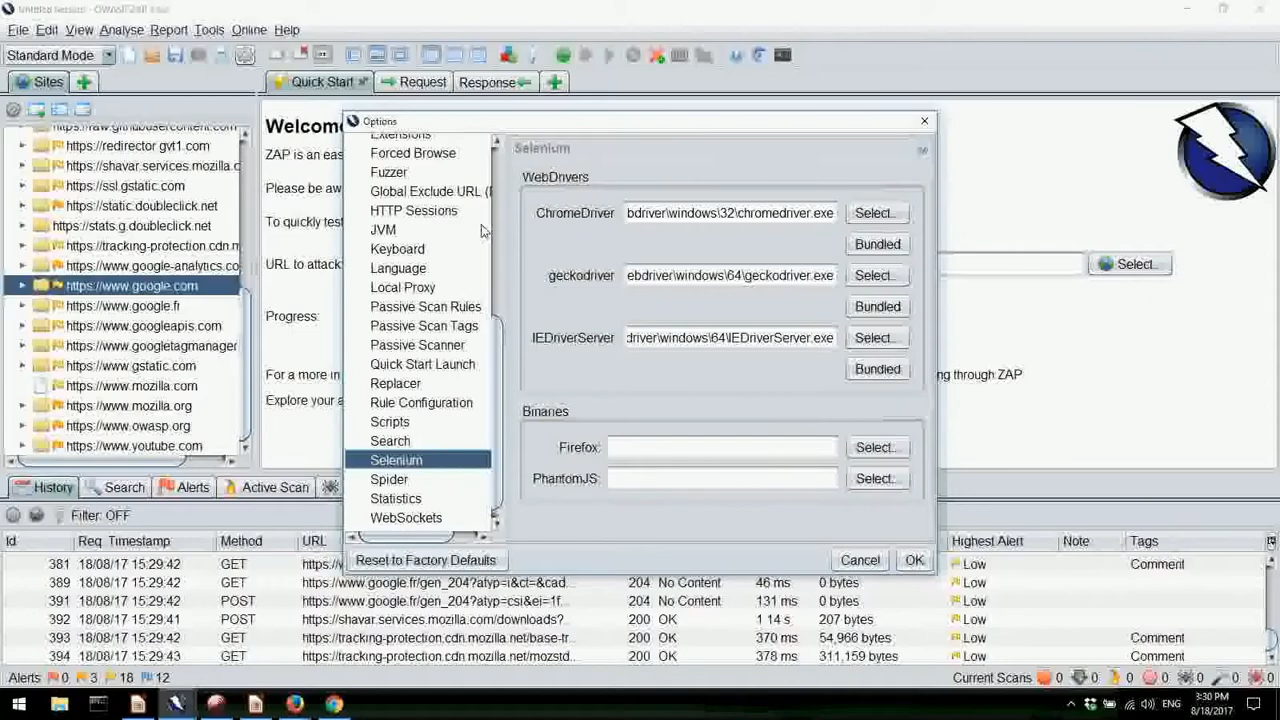 File Edit View Analyse Report Tools Online Help
Standard Mode
Sites
Quick Start
Request
Response
https://raw.githubusercontent.com
https://redirector.gvt1.com
https://shavar.services.mozilla.c
https://ssl.gstatic.com
https://static.doubleclick.net
https://stats.g.doubleclick.net
https://tracking-protection.cdn.m
https://www.google-analytics.co
https://www.google.com
https://www.google.fr
https://www.googleapis.com
https://www.googletagmanager
https://www.gstatic.com
https://www.mozilla.com
https://www.mozilla.org
https://www.owasp.org
https://www.youtube.com
Welcome
ZAP is an eas
Please be aw
To quickly test
URL to attack:
Select...
Progress:
For a more in
ng through ZAP
Explore your a
Options
Extensions
Forced Browse
Fuzzer
Global Exclude URL (
HTTP Sessions
JVM
Keyboard
Language
Local Proxy
Passive Scan Rules
Passive Scan Tags
Passive Scanner
Quick Start Launch
Replacer
Rule Configuration
Scripts
Search
Selenium
Spider
Statistics
WebSockets
Selenium
WebDrivers
ChromeDriver bdriver\windows\32\chromedriver.exe Select...
Bundled
geckodriver ebdriver\windows\64\geckodriver.exe Select...
Bundled
IEDriverServer driver\windows\64\IEDriverServer.exe Select...
Bundled
Binaries
Firefox: Select...
PhantomJS: Select...
Reset to Factory Defaults
Cancel
OK
History Search Alerts Active Scan
Filter: OFF
Id Req. Timestamp Method URL Highest Alert Note Tags
381 18/08/17 15:29:42 GET Low Comment
389 18/08/17 15:29:42 GET https://www.google.fr/gen_204?atyp=i&ct=&cad... 204 No Content 46 ms 0 bytes Low
391 18/08/17 15:29:42 POST https://www.google.fr/gen_204?atyp=csi&ei=1f... 204 No Content 131 ms 0 bytes Low
392 18/08/17 15:29:41 POST https://shavar.services.mozilla.com/downloads?... 200 OK 1.14 s 207 bytes Low
393 18/08/17 15:29:42 GET https://tracking-protection.cdn.mozilla.net/base-tr... 200 OK 370 ms 54,966 bytes Low Comment
394 18/08/17 15:29:43 GET https://tracking-protection.cdn.mozilla.net/mozstd... 200 OK 378 ms 311,159 bytes Low Comment
Alerts 0 3 18 12
Current Scans 0 0 0 0 0 0 0
ENG
3:30 PM
8/18/2017